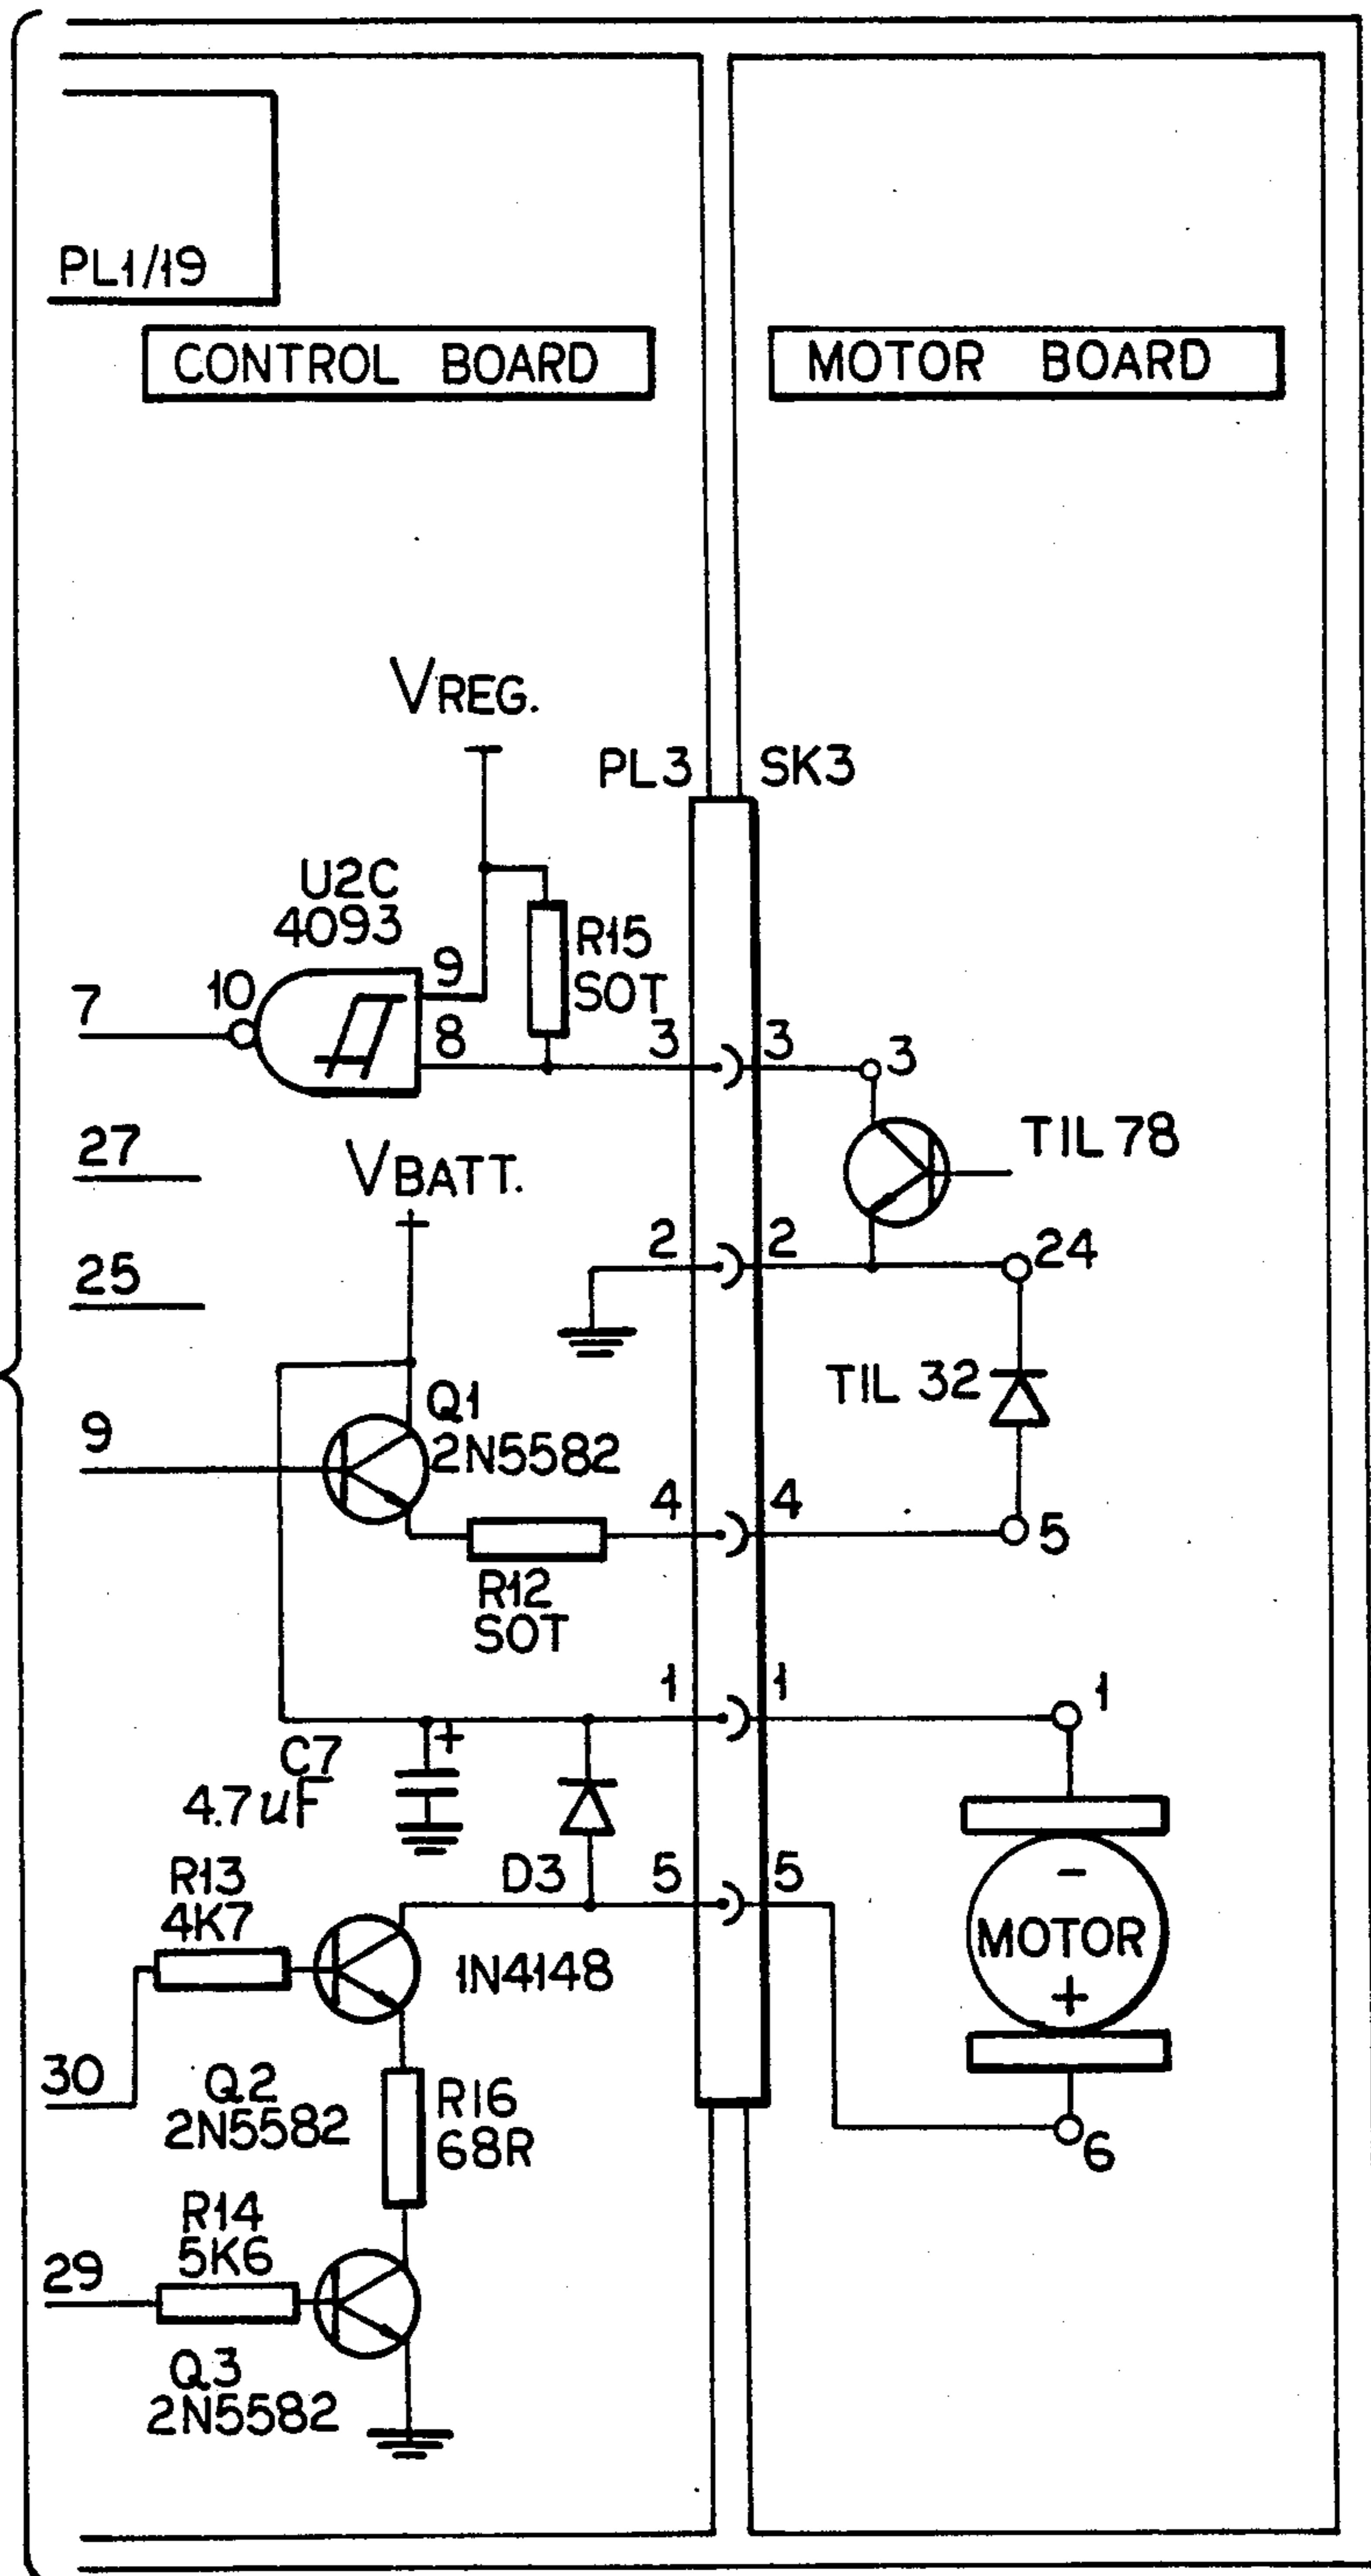 PL1/19
CONTROL BOARD
MOTOR BOARD
VREG.
PL3
SK3
U2C
4093
R15
SOT
9
10
7
8
3
3
3
TIL 78
27
VBATT.
2
2
24
25
TIL 32
Q1
2N5582
9
4
4
5
R12
SOT
1
1
1
+
C7
4.7uF
D3
5
5
-
MOTOR
+
R13
4K7
1N4148
30
Q2
2N5582
R16
68R
6
R14
5K6
29
Q3
2N5582